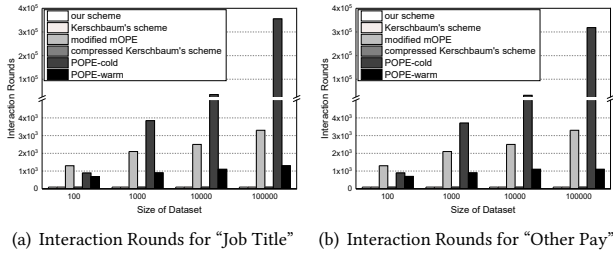 4x10⁵
3x10⁵
2x10⁵
1x10⁵
4x10³
3x10³
2x10³
1x10³
0
Interaction Rounds
our scheme
Kerschbaum's scheme
modified mOPE
compressed Kerschbaum's scheme
POPE-cold
POPE-warm
100 1000 10000 100000
Size of Dataset
(a) Interaction Rounds for “Job Title”
4x10⁵
3x10⁵
2x10⁵
1x10⁵
4x10³
3x10³
2x10³
1x10³
0
Interaction Rounds
our scheme
Kerschbaum's scheme
modified mOPE
compressed Kerschbaum's scheme
POPE-cold
POPE-warm
100 1000 10000 100000
Size of Dataset
(b) Interaction Rounds for “Other Pay”